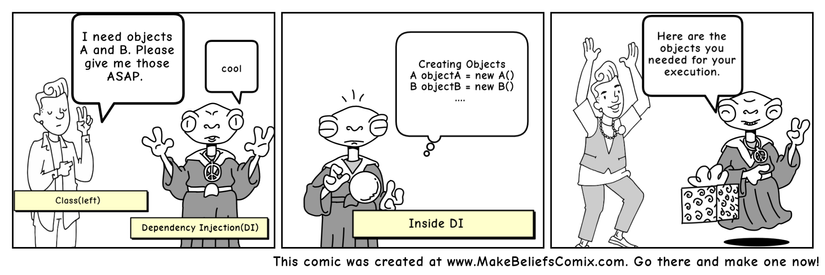 I need objects
A and B. Please
give me those
ASAP.
cool
Class(left)
Dependency Injection(DI)
Creating Objects
A objectA = new A()
B objectB = new B()
....
Inside DI
Here are the
objects you
needed for your
execution.
This comic was created at www.MakeBeliefsComix.com. Go there and make one now!